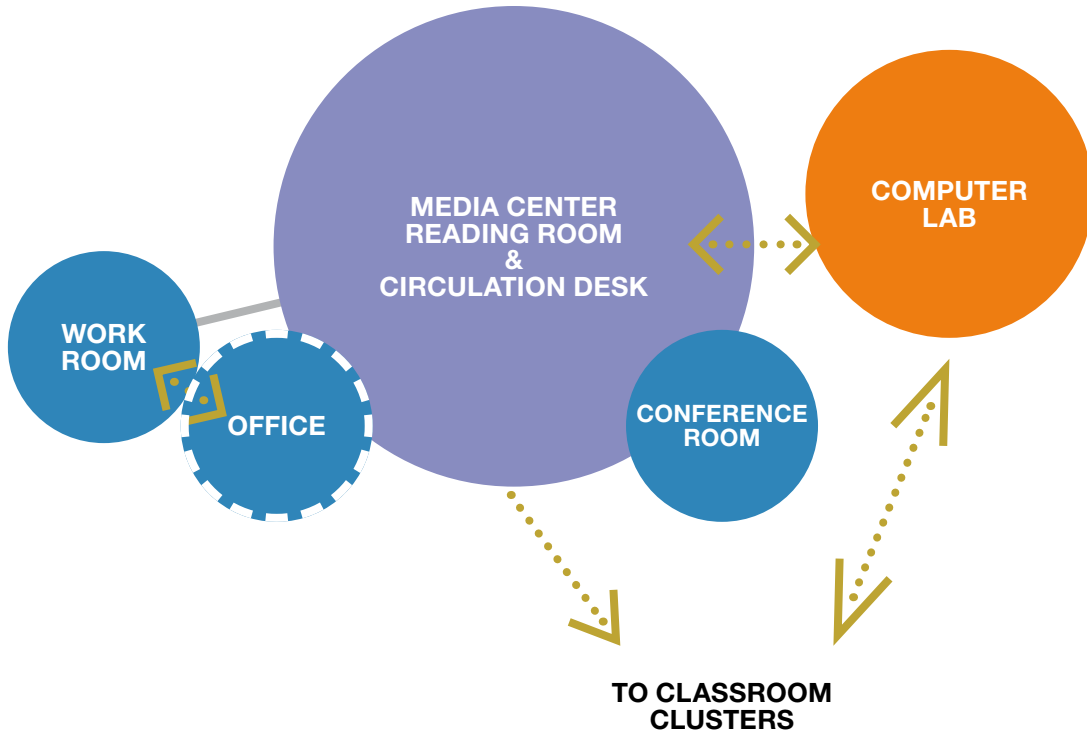 MEDIA CENTER
READING ROOM
&
CIRCULATION DESK
COMPUTER
LAB
WORK
ROOM
OFFICE
CONFERENCE
ROOM
TO CLASSROOM
CLUSTERS